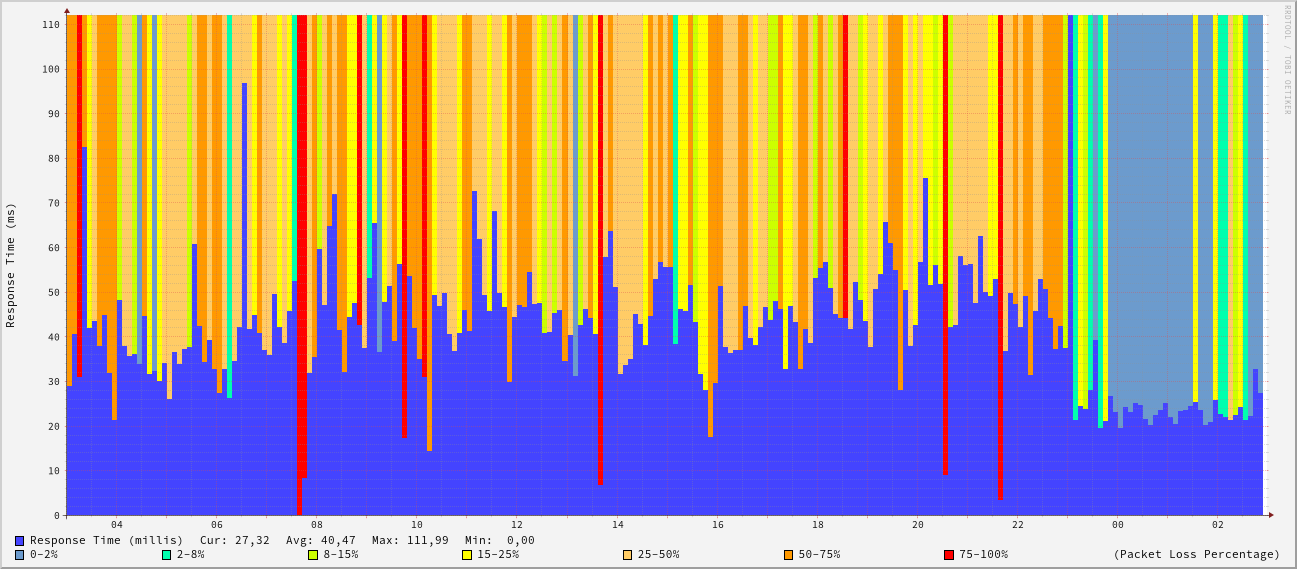 RRDTOOL / TOBI OETIKER
Response Time (ms)
110
100
90
80
70
60
50
40
30
20
10
0
04 06 08 10 12 14 16 18 20 22 00 02
Response Time (millis) Cur: 27,32 Avg: 40,47 Max: 111,99 Min: 0,00
0-2% 2-8% 8-15% 15-25% 25-50% 50-75% 75-100% (Packet Loss Percentage)